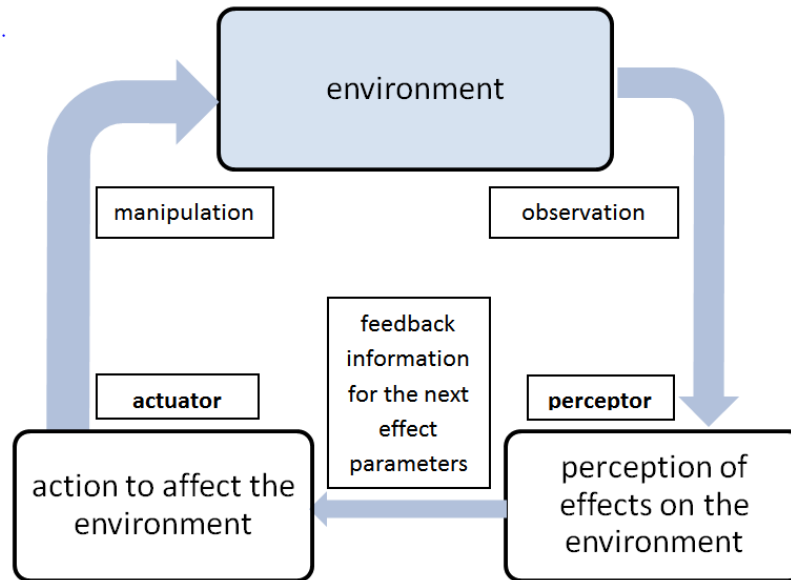 environment
manipulation
observation
feedback
information
for the next
effect
parameters
actuator
perceptor
action to affect the
environment
perception of
effects on the
environment